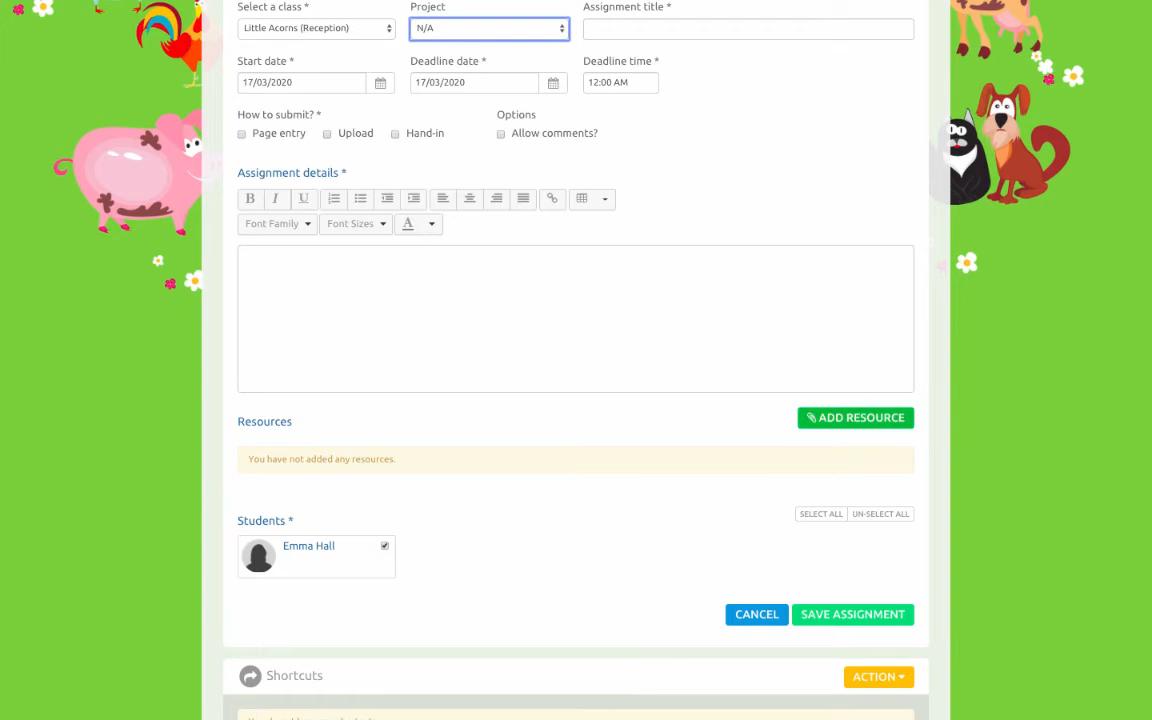 Select a class * Project Assignment title *
Little Acorns (Reception) N/A
Start date * Deadline date * Deadline time *
17/03/2020 17/03/2020 12:00 AM
How to submit? * Options
Page entry Upload Hand-in Allow comments?
Assignment details *
B I U
Font Family Font Sizes A
Resources ADD RESOURCE
You have not added any resources.
Students * SELECT ALL UN-SELECT ALL
Emma Hall
CANCEL SAVE ASSIGNMENT
Shortcuts ACTION